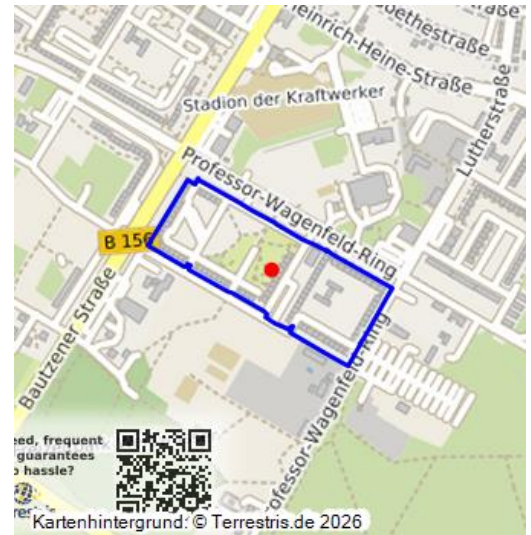 Goethestraße
Heinrich-Heine-Straße
Stadion der Kraftwerker
Lutherstraße
Professor-Wagenfeld-Ring
B 156
Bautzener Straße
Professor-Wagenfeld-Ring
eed, frequent
guarantees
o hassle?
Kartenhintergrund: © Terrestris.de 2026